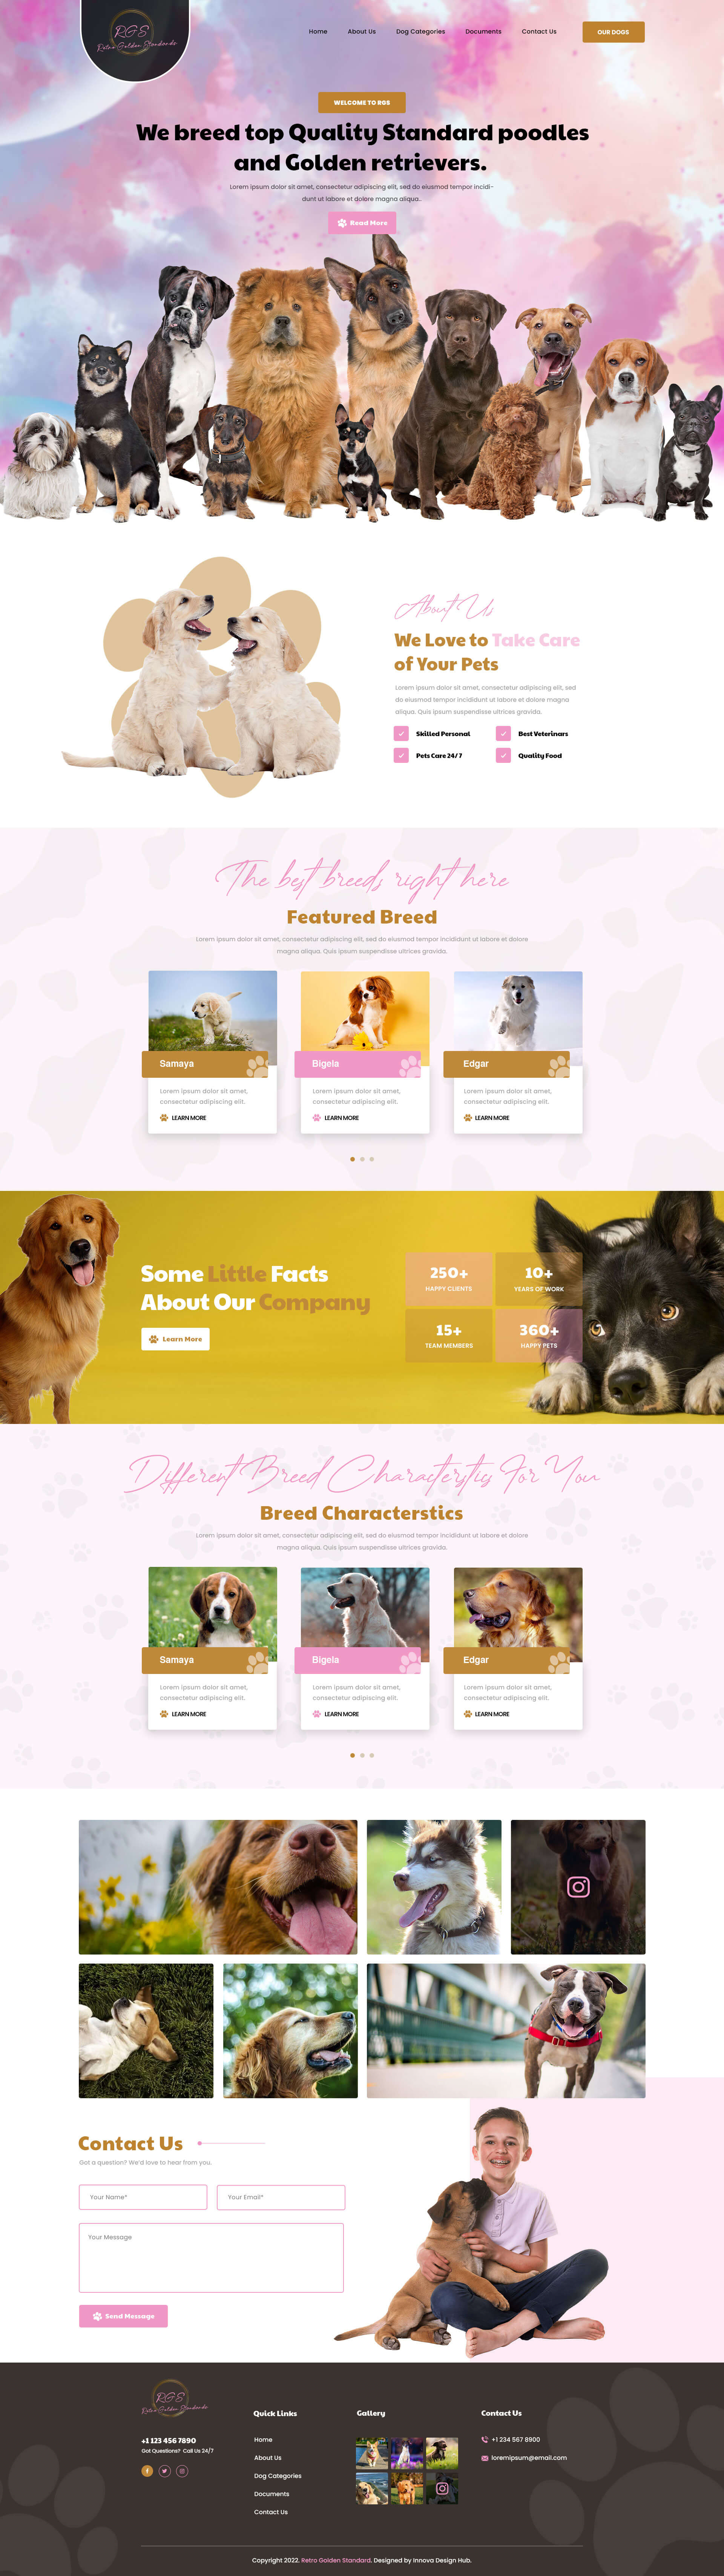 RGS
Retro Golden Standards
Home About Us Dog Categories Documents Contact Us OUR DOGS
WELCOME TO RGS
We breed top Quality Standard poodles
and Golden retrievers.
Lorem ipsum dolor sit amet, consectetur adipiscing elit, sed do eiusmod tempor incidi-
dunt ut labore et dolore magna aliqua..
Read More
About Us
We Love to Take Care
of Your Pets
Lorem ipsum dolor sit amet, consectetur adipiscing elit, sed
do eiusmod tempor incididunt ut labore et dolore magna
aliqua. Quis ipsum suspendisse ultrices gravida.
Skilled Personal Best Veterinars
Pets Care 24/7 Quality Food
The best breeds right here
Featured Breed
Lorem ipsum dolor sit amet, consectetur adipiscing elit, sed do eiusmod tempor incididunt ut labore et dolore
magna aliqua. Quis ipsum suspendisse ultrices gravida.
Samaya
Lorem ipsum dolor sit amet,
consectetur adipiscing elit.
LEARN MORE
Bigela
Lorem ipsum dolor sit amet,
consectetur adipiscing elit.
LEARN MORE
Edgar
Lorem ipsum dolor sit amet,
consectetur adipiscing elit.
LEARN MORE
Some Little Facts
About Our Company
Learn More
250+
HAPPY CLIENTS
10+
YEARS OF WORK
15+
TEAM MEMBERS
360+
HAPPY PETS
Different Breed Characterstics For You
Breed Characterstics
Lorem ipsum dolor sit amet, consectetur adipiscing elit, sed do eiusmod tempor incididunt ut labore et dolore
magna aliqua. Quis ipsum suspendisse ultrices gravida.
Samaya
Lorem ipsum dolor sit amet,
consectetur adipiscing elit.
LEARN MORE
Bigela
Lorem ipsum dolor sit amet,
consectetur adipiscing elit.
LEARN MORE
Edgar
Lorem ipsum dolor sit amet,
consectetur adipiscing elit.
LEARN MORE
Contact Us
Got a question? We'd love to hear from you.
Your Name* Your Email*
Your Message
Send Message
RGS
Retro Golden Standards
+1 123 456 7890
Got Questions? Call Us 24/7
Quick Links
Home
About Us
Dog Categories
Documents
Contact Us
Gallery
Contact Us
+1 234 567 8900
loremipsum@email.com
Copyright 2022. Retro Golden Standard. Designed by Innova Design Hub.